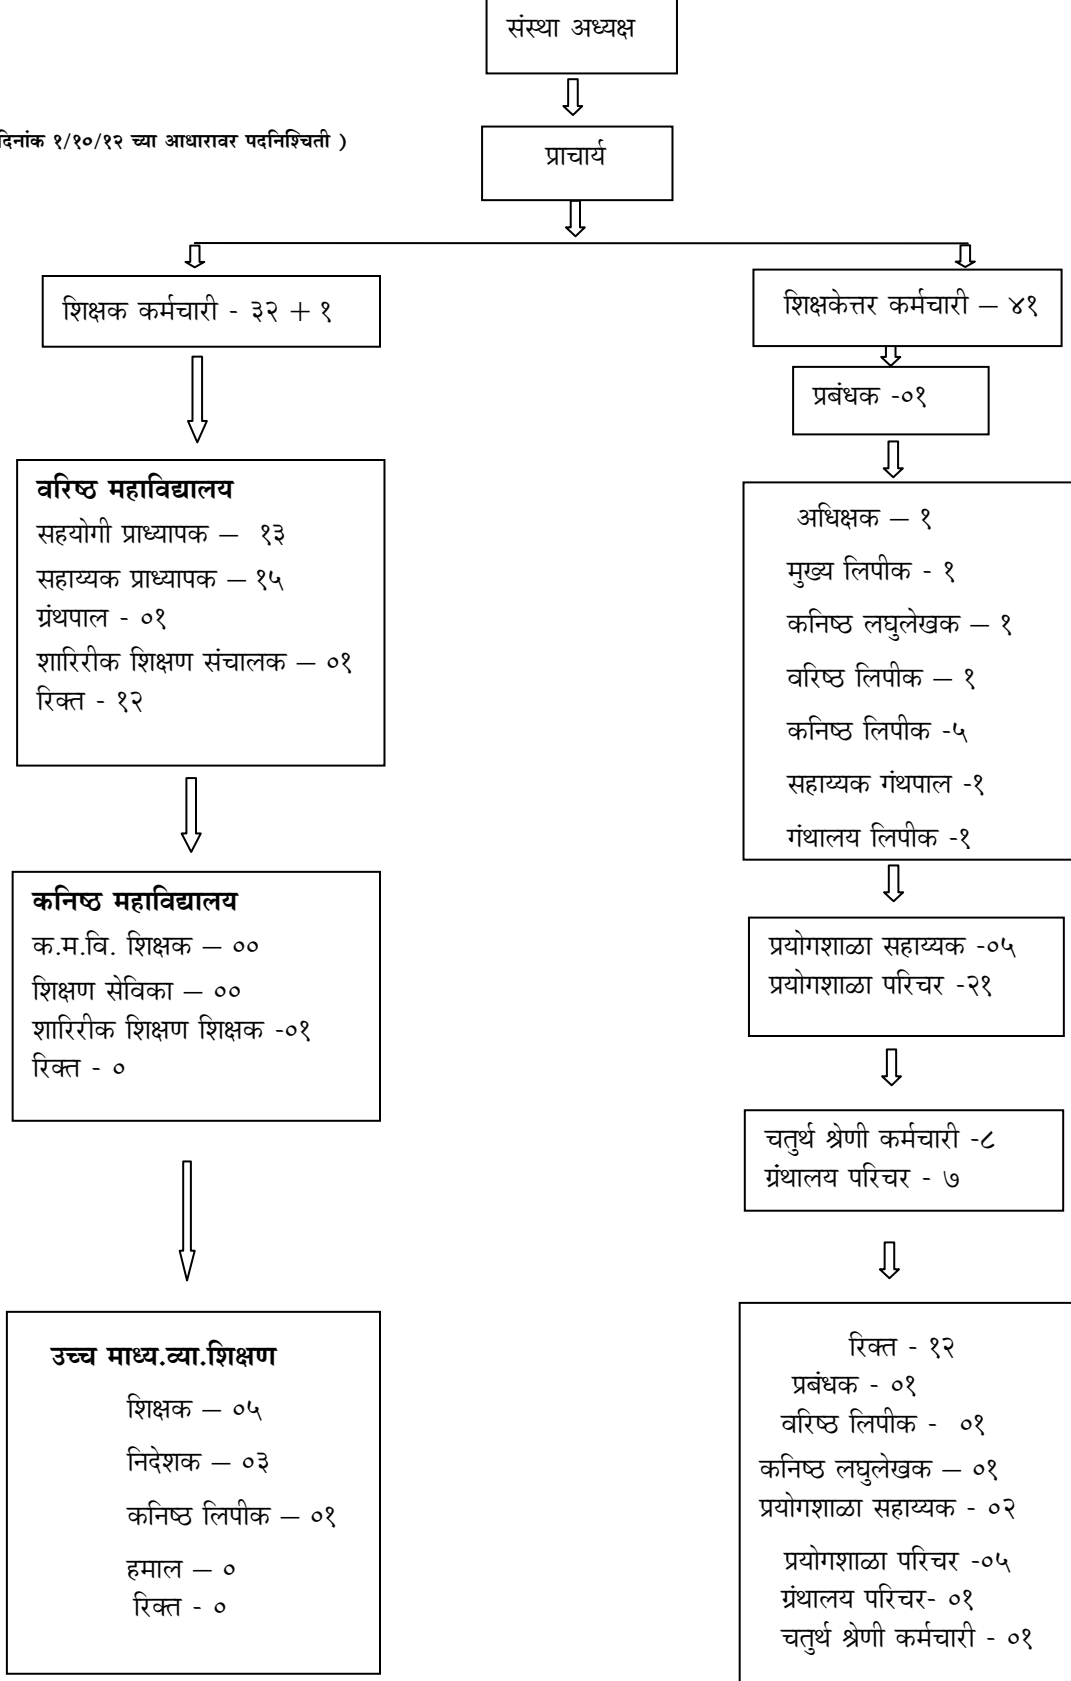 संस्था अध्यक्ष
दिनांक १/१०/१२ च्या आधारावर पदनिश्चिती )
प्राचार्य
शिक्षक कर्मचारी - ३२ + १
वरिष्ठ महाविद्यालय
सहयोगी प्राध्यापक – १३
सहाय्यक प्राध्यापक – १५
ग्रंथपाल - ०१
शारिरीक शिक्षण संचालक – ०१
रिक्त - १२
कनिष्ठ महाविद्यालय
क.म.वि. शिक्षक – ००
शिक्षण सेविका – ००
शारिरीक शिक्षण शिक्षक -०१
रिक्त - ०
उच्च माध्य.व्या.शिक्षण
शिक्षक – ०५
निदेशक – ०३
कनिष्ठ लिपीक – ०१
हमाल – ०
रिक्त - ०
शिक्षकेत्तर कर्मचारी – ४१
प्रबंधक -०१
अधिक्षक – १
मुख्य लिपीक - १
कनिष्ठ लघुलेखक – १
वरिष्ठ लिपीक – १
कनिष्ठ लिपीक -५
सहाय्यक गंथपाल -१
गंथालय लिपीक -१
प्रयोगशाळा सहाय्यक -०५
प्रयोगशाळा परिचर -२१
चतुर्थ श्रेणी कर्मचारी -८
ग्रंथालय परिचर - ७
रिक्त - १२
प्रबंधक - ०१
वरिष्ठ लिपीक - ०१
कनिष्ठ लघुलेखक – ०१
प्रयोगशाळा सहाय्यक - ०२
प्रयोगशाळा परिचर -०५
ग्रंथालय परिचर- ०१
चतुर्थ श्रेणी कर्मचारी - ०१